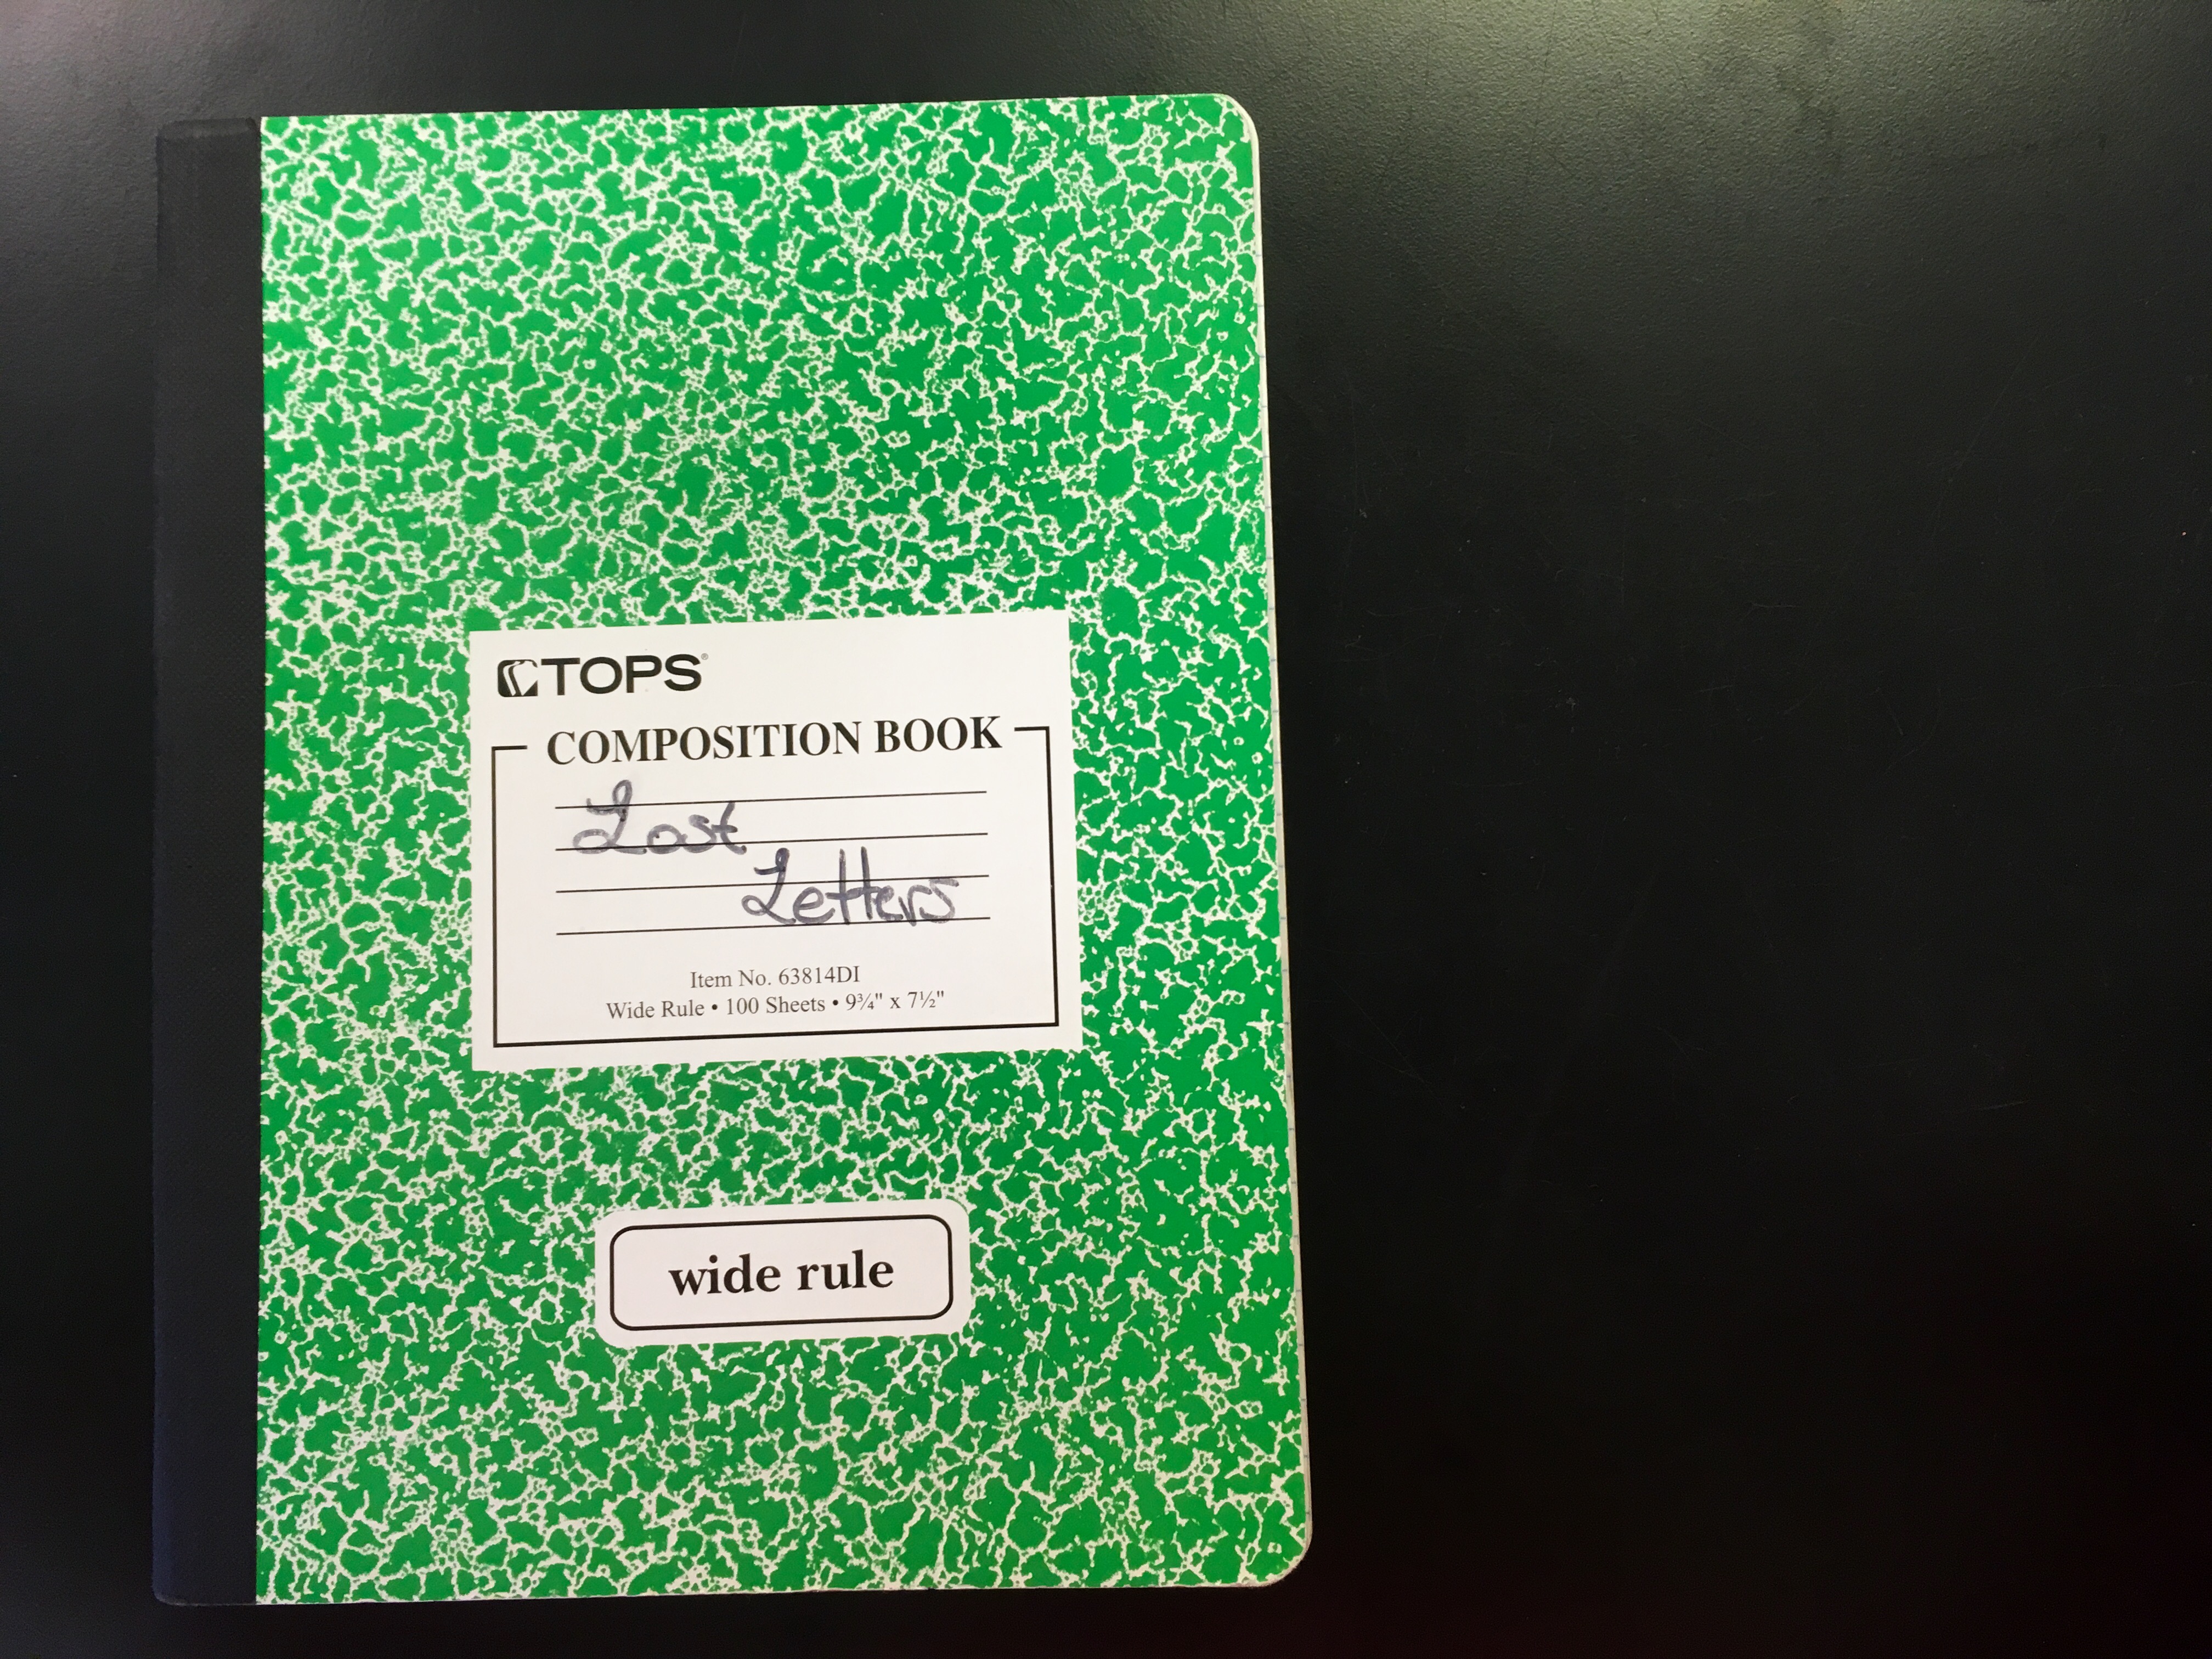 TOPS®
COMPOSITION BOOK
Lost
Letters
Item No. 63814DI
Wide Rule • 100 Sheets • 9¾" x 7½"
wide rule